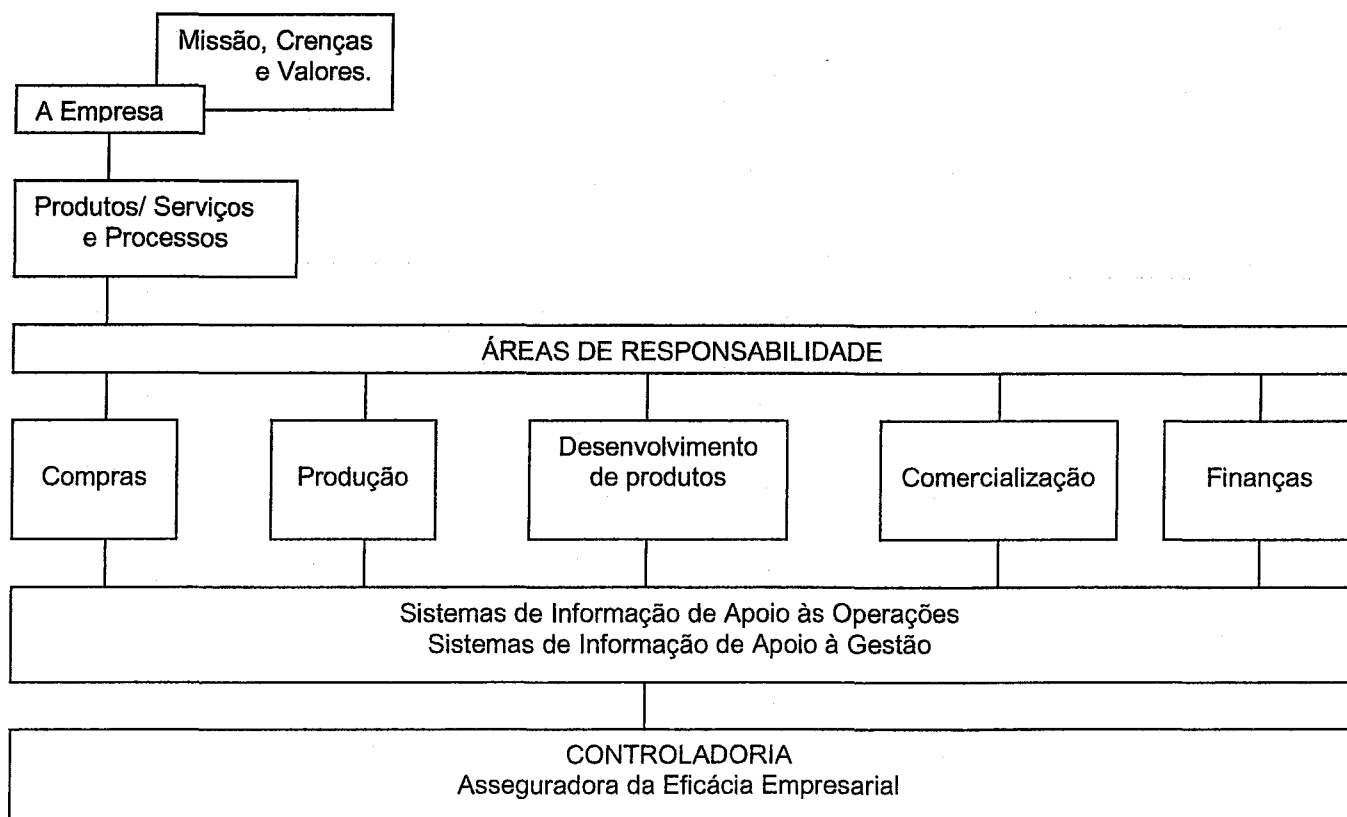 Missão, Crenças
e Valores.
A Empresa
Produtos/ Serviços
e Processos
ÁREAS DE RESPONSABILIDADE
Compras
Produção
Desenvolvimento
de produtos
Comercialização
Finanças
Sistemas de Informação de Apoio às Operações
Sistemas de Informação de Apoio à Gestão
CONTROLADORIA
Asseguradora da Eficácia Empresarial